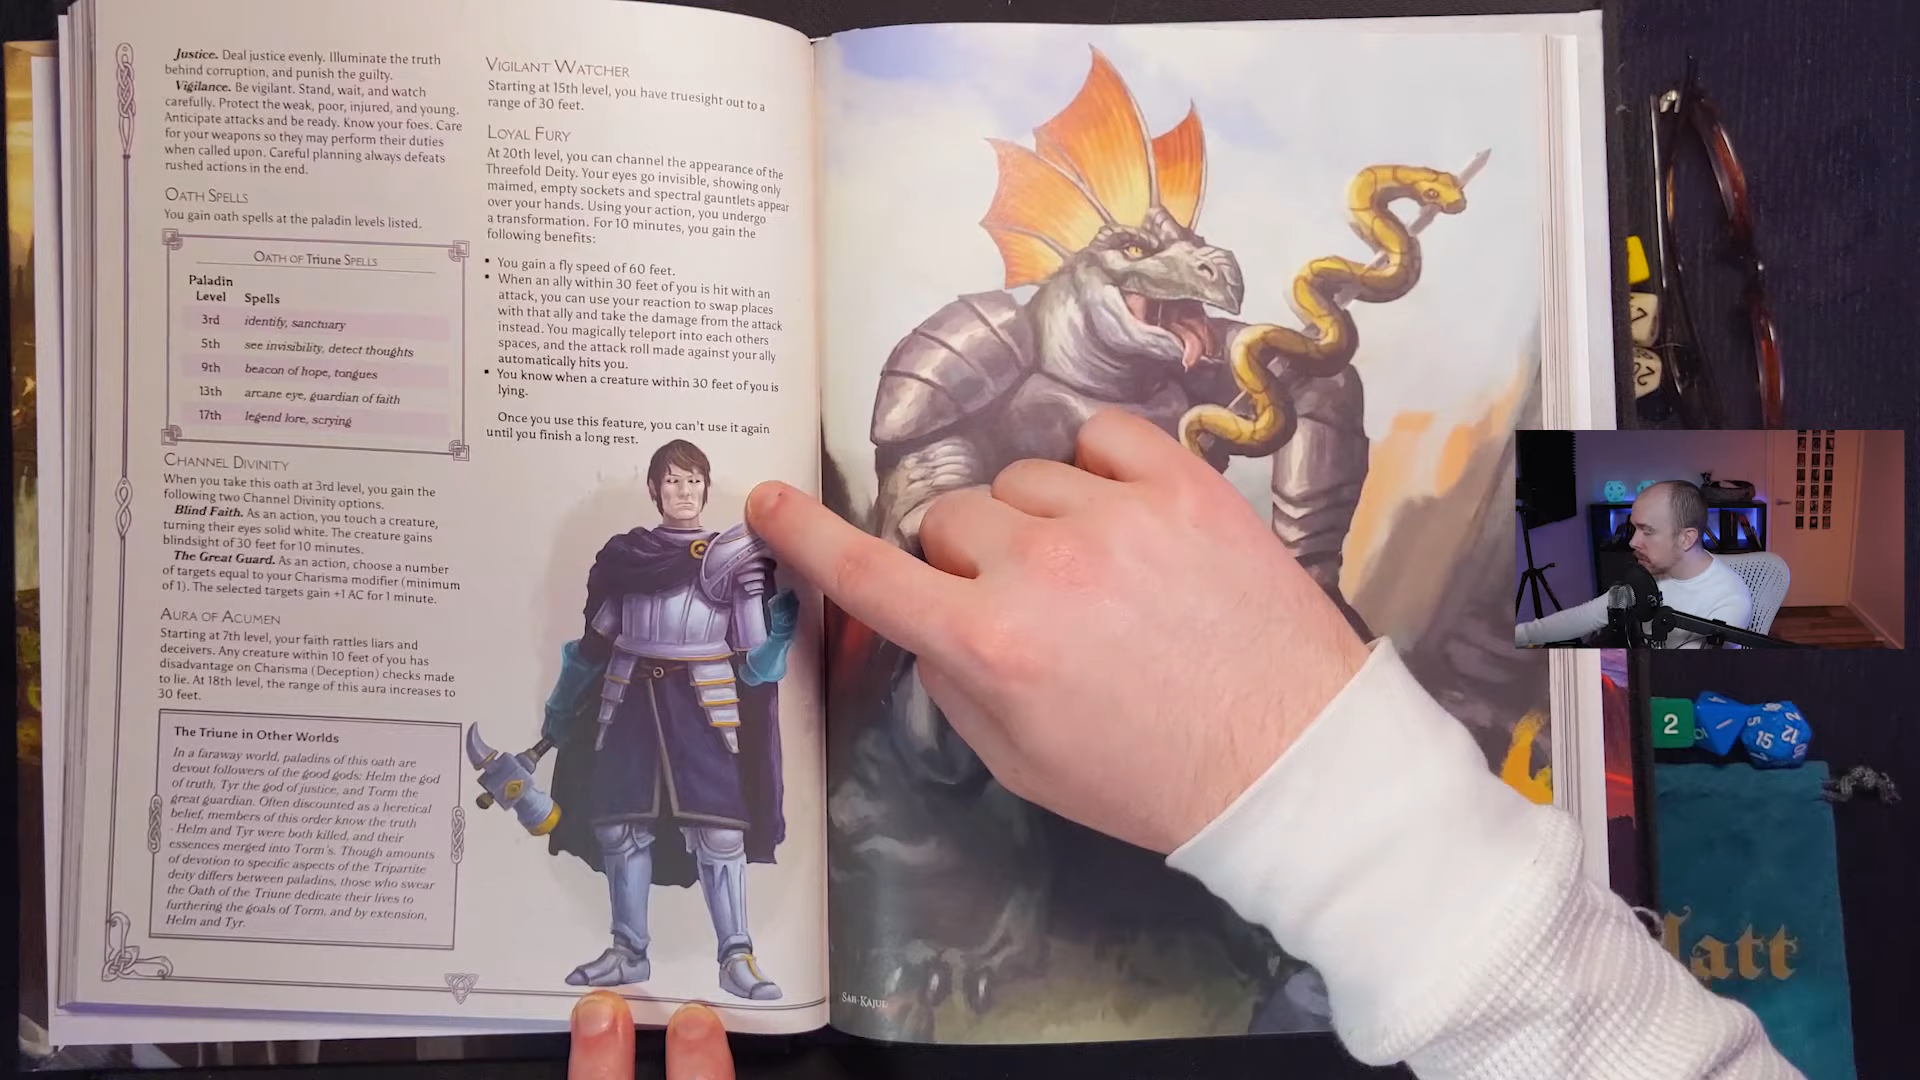 Justice. Deal justice evenly. Illuminate the truth
behind corruption, and punish the guilty.
Vigilance. Be vigilant. Stand, wait, and watch
carefully. Protect the weak, poor, injured, and young.
Anticipate attacks and be ready. Know your foes. Care
for your weapons so they may perform their duties
when called upon. Careful planning always defeats
rushed actions in the end.
OATH SPELLS
You gain oath spells at the paladin levels listed.
OATH OF Triune SPELLS
Paladin
Level Spells
3rd identify, sanctuary
5th see invisibility, detect thoughts
9th beacon of hope, tongues
13th arcane eye, guardian of faith
17th legend lore, scrying
CHANNEL DIVINITY
When you take this oath at 3rd level, you gain the
following two Channel Divinity options.
Blind Faith. As an action, you touch a creature,
turning their eyes solid white. The creature gains
blindsight of 30 feet for 10 minutes.
The Great Guard. As an action, choose a number
of targets equal to your Charisma modifier (minimum
of 1). The selected targets gain +1 AC for 1 minute.
AURA OF ACUMEN
Starting at 7th level, your faith rattles liars and
deceivers. Any creature within 10 feet of you has
disadvantage on Charisma (Deception) checks made
to lie. At 18th level, the range of this aura increases to
30 feet.
The Triune in Other Worlds
In a faraway world, paladins of this oath are
devout followers of the good gods: Helm the god
of truth, Tyr the god of justice, and Torm the
great guardian. Often discounted as a heretical
belief, members of this order know the truth
- Helm and Tyr were both killed, and their
essences merged into Torm's. Though amounts
of devotion to specific aspects of the Tripartite
deity differs between paladins, those who swear
the Oath of the Triune dedicate their lives to
furthering the goals of Torm, and by extension,
Helm and Tyr.
VIGILANT WATCHER
Starting at 15th level, you have truesight out to a
range of 30 feet.
LOYAL FURY
At 20th level, you can channel the appearance of the
Threefold Deity. Your eyes go invisible, showing only
maimed, empty sockets and spectral gauntlets appear
over your hands. Using your action, you undergo
a transformation. For 10 minutes, you gain the
following benefits:
• You gain a fly speed of 60 feet.
• When an ally within 30 feet of you is hit with an
attack, you can use your reaction to swap places
with that ally and take the damage from the attack
instead. You magically teleport into each others
spaces, and the attack roll made against your ally
automatically hits you.
• You know when a creature within 30 feet of you is
lying.
Once you use this feature, you can't use it again
until you finish a long rest.
SAB-KAJUL
2
5
12
15
20
att